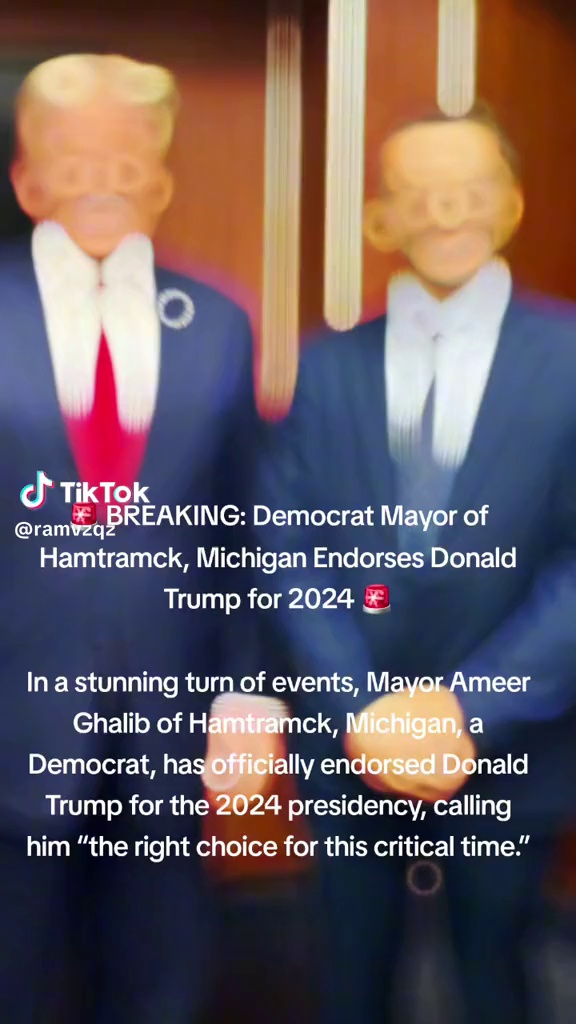 TikTok
@ramvzqz
🚨 BREAKING: Democrat Mayor of
Hamtramck, Michigan Endorses Donald
Trump for 2024 🚨
In a stunning turn of events, Mayor Ameer
Ghalib of Hamtramck, Michigan, a
Democrat, has officially endorsed Donald
Trump for the 2024 presidency, calling
him “the right choice for this critical time.”